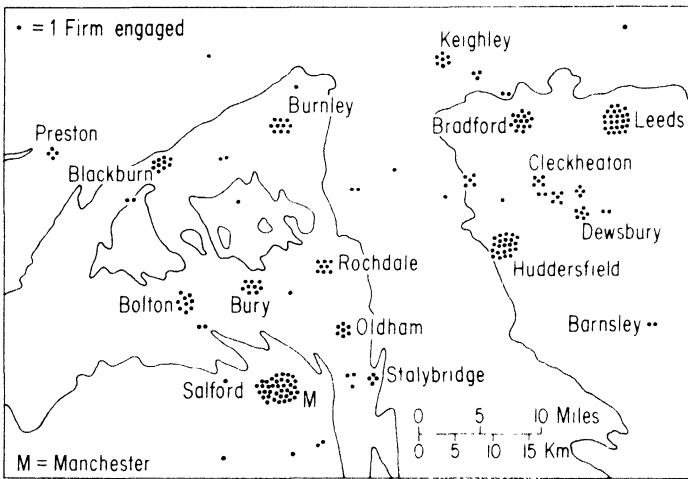 • = 1 Firm engaged
Keighley
Burnley
Preston
Bradford
Leeds
Blackburn
Cleckheaton
Dewsbury
Rochdale
Huddersfield
Bolton
Bury
Oldham
Barnsley
Salford
M
Stalybridge
0 5 10 Miles
0 5 10 15 Km
M = Manchester